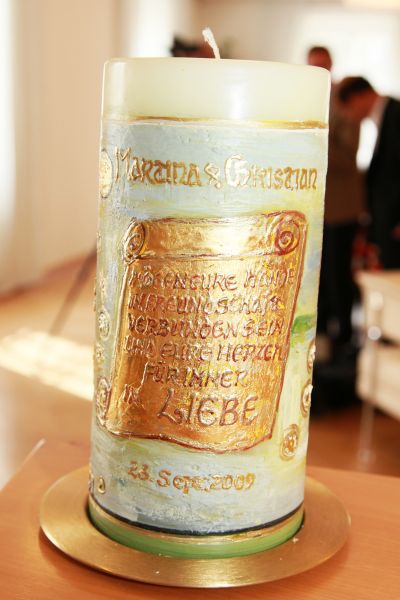 Martina & Christian
Mögen eure Hände
in Freundschaft
verbunden sein
und eure Herzen
für immer
in Liebe
23. Sept. 2009